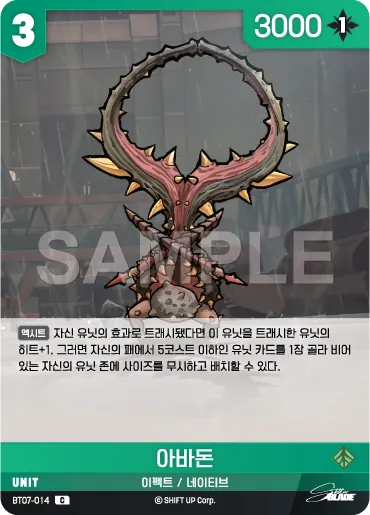 3
3000 1
SAMPLE
엑시트 자신 유닛의 효과로 트래시됐다면 이 유닛을 트래시한 유닛의
히트+1. 그러면 자신의 패에서 5코스트 이하인 유닛 카드를 1장 골라 비어
있는 자신의 유닛 존에 사이즈를 무시하고 배치할 수 있다.
아바돈
UNIT
이펙트 / 네이티브
BT07-014 C
© SHIFT UP Corp.
Stellar BLADE